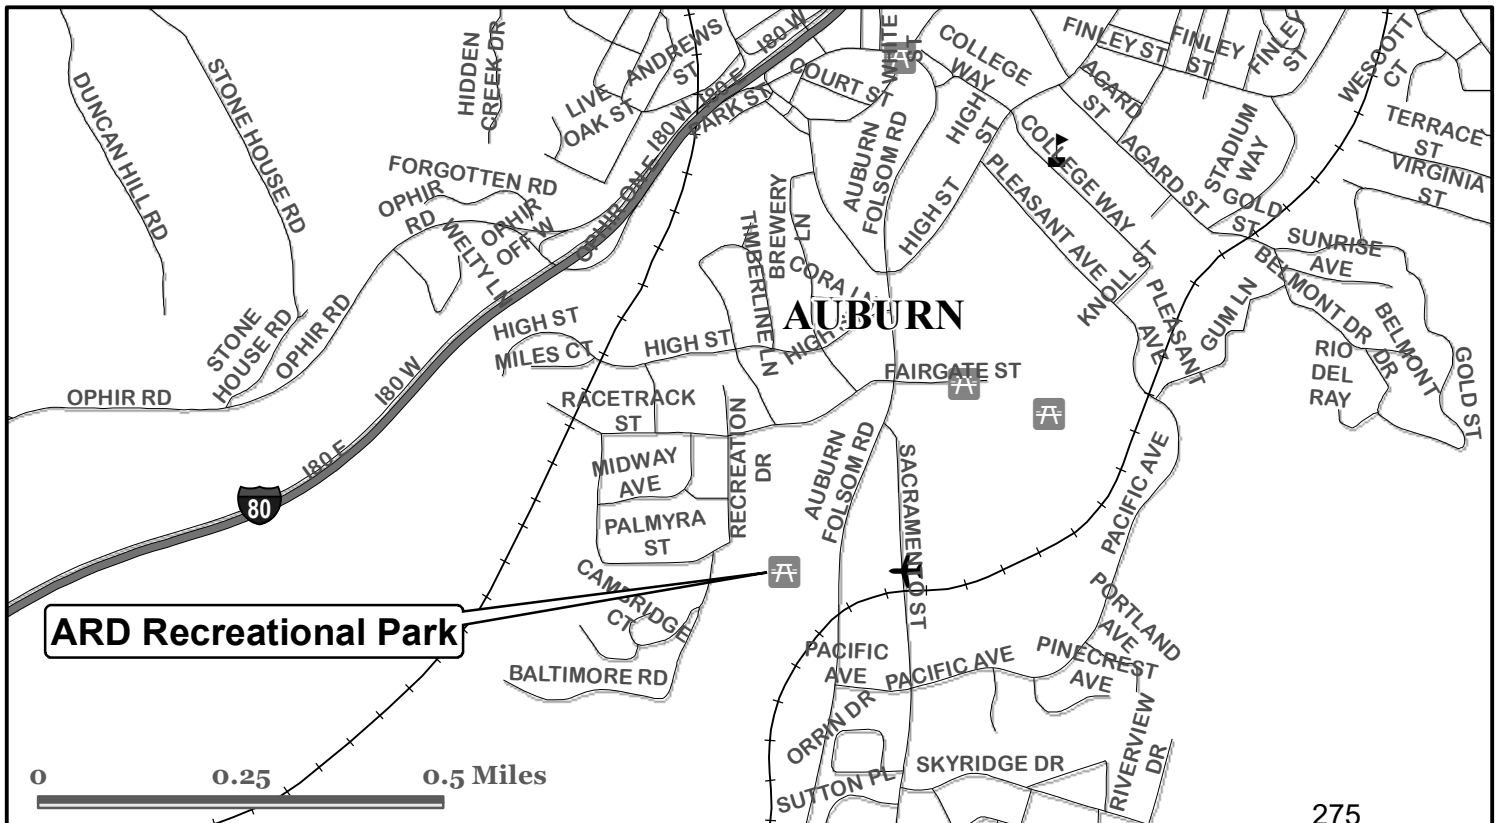 DUNCAN HILL RD
STONE HOUSE RD
HIDDEN
CREEK DR
LIVE
OAK ST
ANDREWS
ST
I80 W
I80 E
I80 W
PARK ST
COURT ST
WHITE
ST
COLLEGE
WAY
HIGH
ST
AUBURN
FOLSOM RD
FINLEY ST
FINLEY
ST
FINLEY
ST
WESCOTT
CT
AGARD
ST
AGARD ST
STADIUM
WAY
TERRACE
ST
VIRGINIA
ST
COLLEGE WAY
PLEASANT AVE
HIGH ST
GOLD
ST
SUNRISE
AVE
FORGOTTEN RD
OPHIR
RD
OPHIR
OFF W
OPHIR ON E
WELTY LN
BREWERY
LN
TIMBERLINE LN
CORA LN
AUBURN
HIGH
KNOLL ST
PLEASANT
AVE
GUM LN
BELMONT DR
BELMONT
DR
GOLD ST
RIO
DEL
RAY
STONE
HOUSE RD
OPHIR RD
OPHIR RD
I80 W
I80 E
80
HIGH ST
MILES CT
HIGH ST
RACETRACK
ST
FAIRGATE ST
MIDWAY
AVE
RECREATION
DR
PALMYRA
ST
AUBURN
FOLSOM RD
SACRAMENTO ST
PACIFIC AVE
CAMBRIDGE
CT
ARD Recreational Park
BALTIMORE RD
PACIFIC
AVE
PACIFIC AVE
PORTLAND
AVE
PINECREST
AVE
ORRIN DR
SUTTON PL
SKYRIDGE DR
RIVERVIEW
DR
0 0.25 0.5 Miles
275